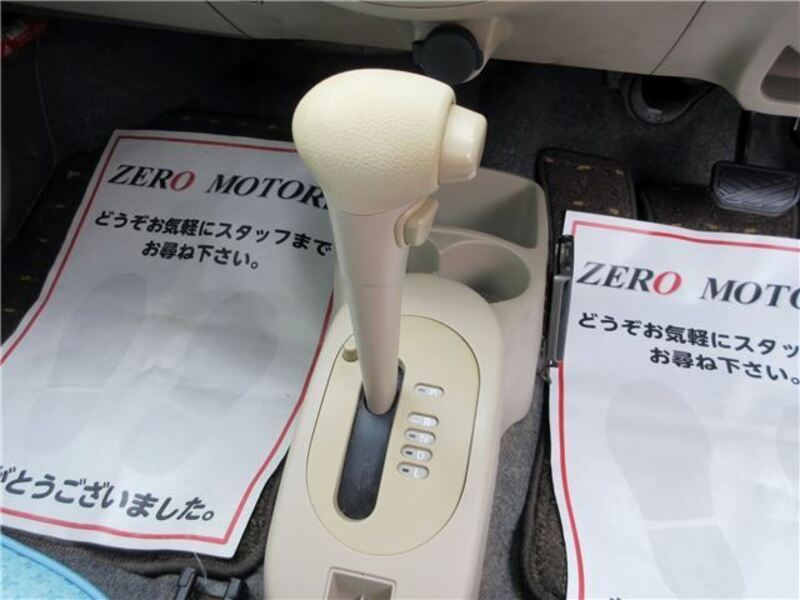 ZERO MOTOR
どうぞお気軽にスタッフまで
お尋ね下さい。
がとうございました。
P
R
N
D
L
ZERO MOTO
どうぞお気軽にスタッ
お尋ね下さい。